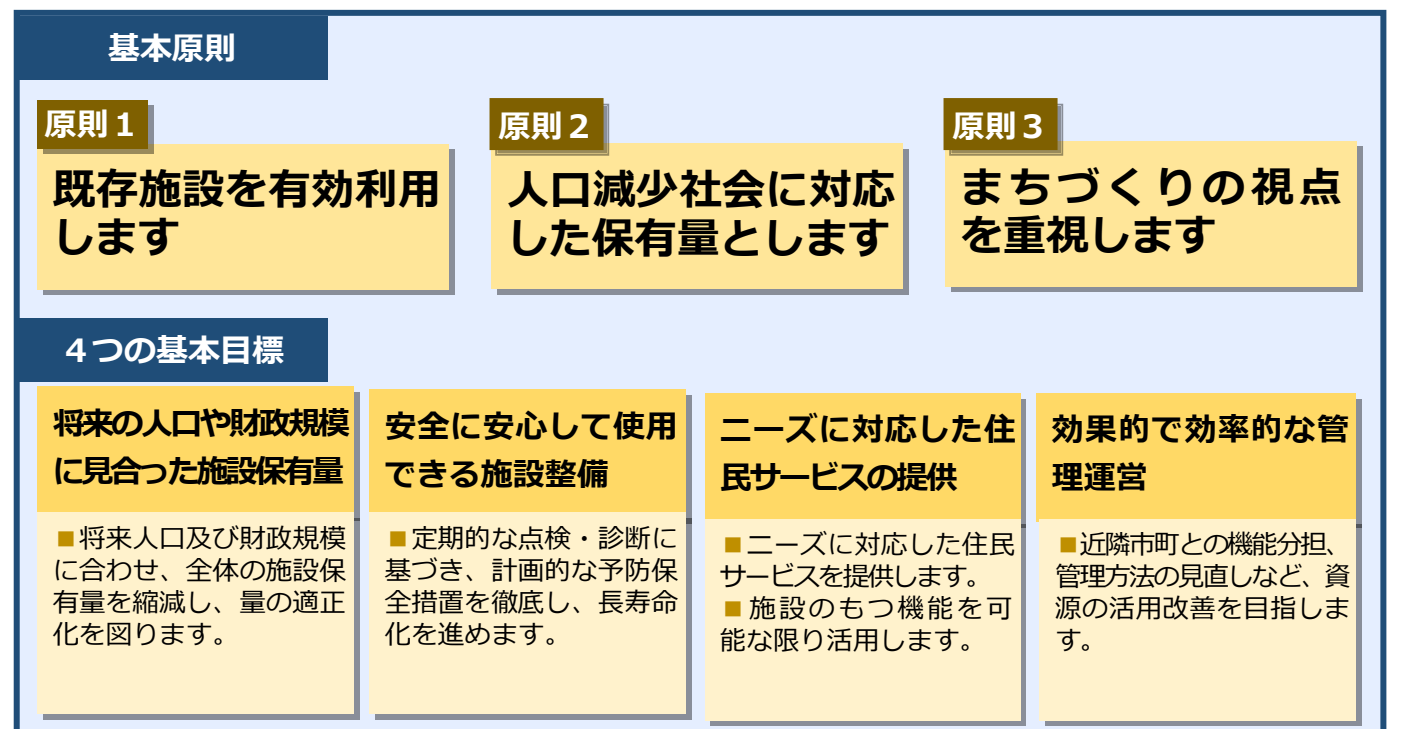 基本原則
原則１
既存施設を有効利用
します
原則２
人口減少社会に対応
した保有量とします
原則３
まちづくりの視点
を重視します
４つの基本目標
将来の人口や財政規模
に見合った施設保有量
■将来人口及び財政規模
に合わせ、全体の施設保
有量を縮減し、量の適正
化を図ります。
安全に安心して使用
できる施設整備
■定期的な点検・診断に
基づき、計画的な予防保
全措置を徹底し、長寿命
化を進めます。
ニーズに対応した住
民サービスの提供
■ニーズに対応した住民
サービスを提供します。
■施設のもつ機能を可
能な限り活用します。
効果的で効率的な管
理運営
■近隣市町との機能分担、
管理方法の見直しなど、資
源の活用改善を目指しま
す。